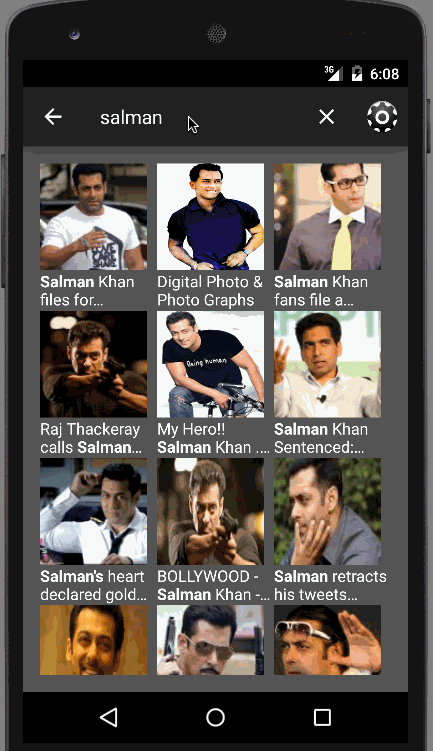 3G
6:08
salman
Salman Khan
files for...
Digital Photo &
Photo Graphs
Salman Khan
fans file a...
Being human
Raj Thackeray
calls Salman...
My Hero!!
Salman Khan ....
Salman Khan
Sentenced:...
Salman's heart
declared gold...
BOLLYWOOD -
Salman Khan -...
Salman retracts
his tweets...